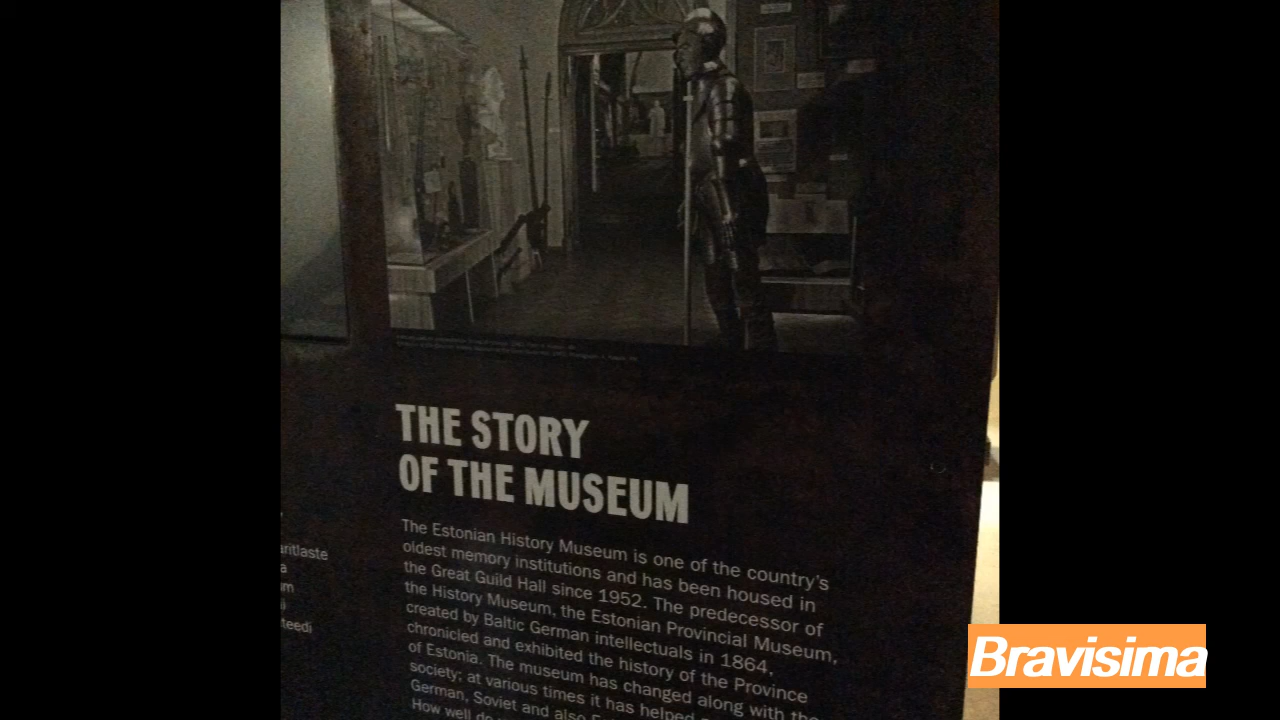 THE STORY
OF THE MUSEUM
The Estonian History Museum is one of the country's
oldest memory institutions and has been housed in
the Great Guild Hall since 1952. The predecessor of
the History Museum, the Estonian Provincial Museum,
created by Baltic German intellectuals in 1864,
chronicled and exhibited the history of the Province
of Estonia. The museum has changed along with the
society; at various times it has helped
German, Soviet and also
How well do
aritlaste
a
um
teedi
Bravisima